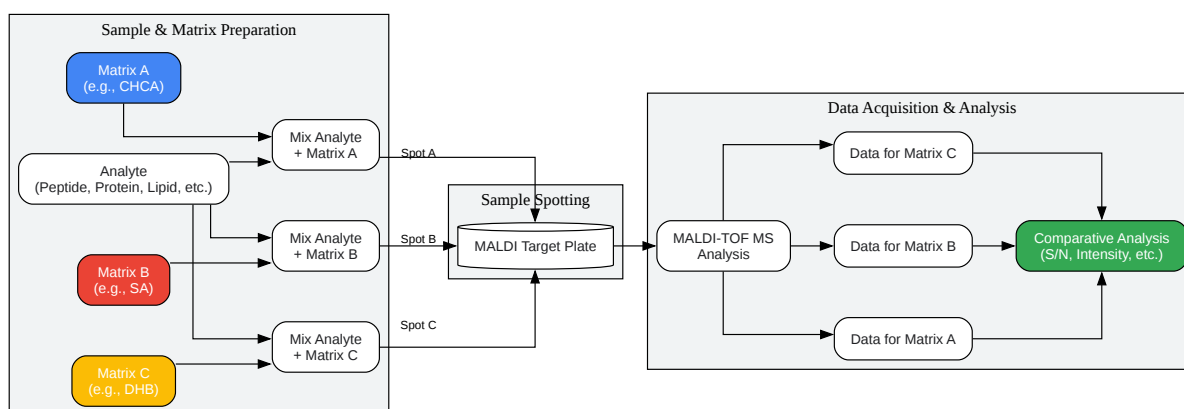 Sample & Matrix Preparation
Matrix A
(e.g., CHCA)
Mix Analyte
+ Matrix A
Analyte
(Peptide, Protein, Lipid, etc.)
Mix Analyte
+ Matrix B
Matrix B
(e.g., SA)
Mix Analyte
+ Matrix C
Matrix C
(e.g., DHB)
Spot A
Spot B
Spot C
Sample Spotting
MALDI Target Plate
Data Acquisition & Analysis
MALDI-TOF MS
Analysis
Data for Matrix C
Data for Matrix B
Data for Matrix A
Comparative Analysis
(S/N, Intensity, etc.)